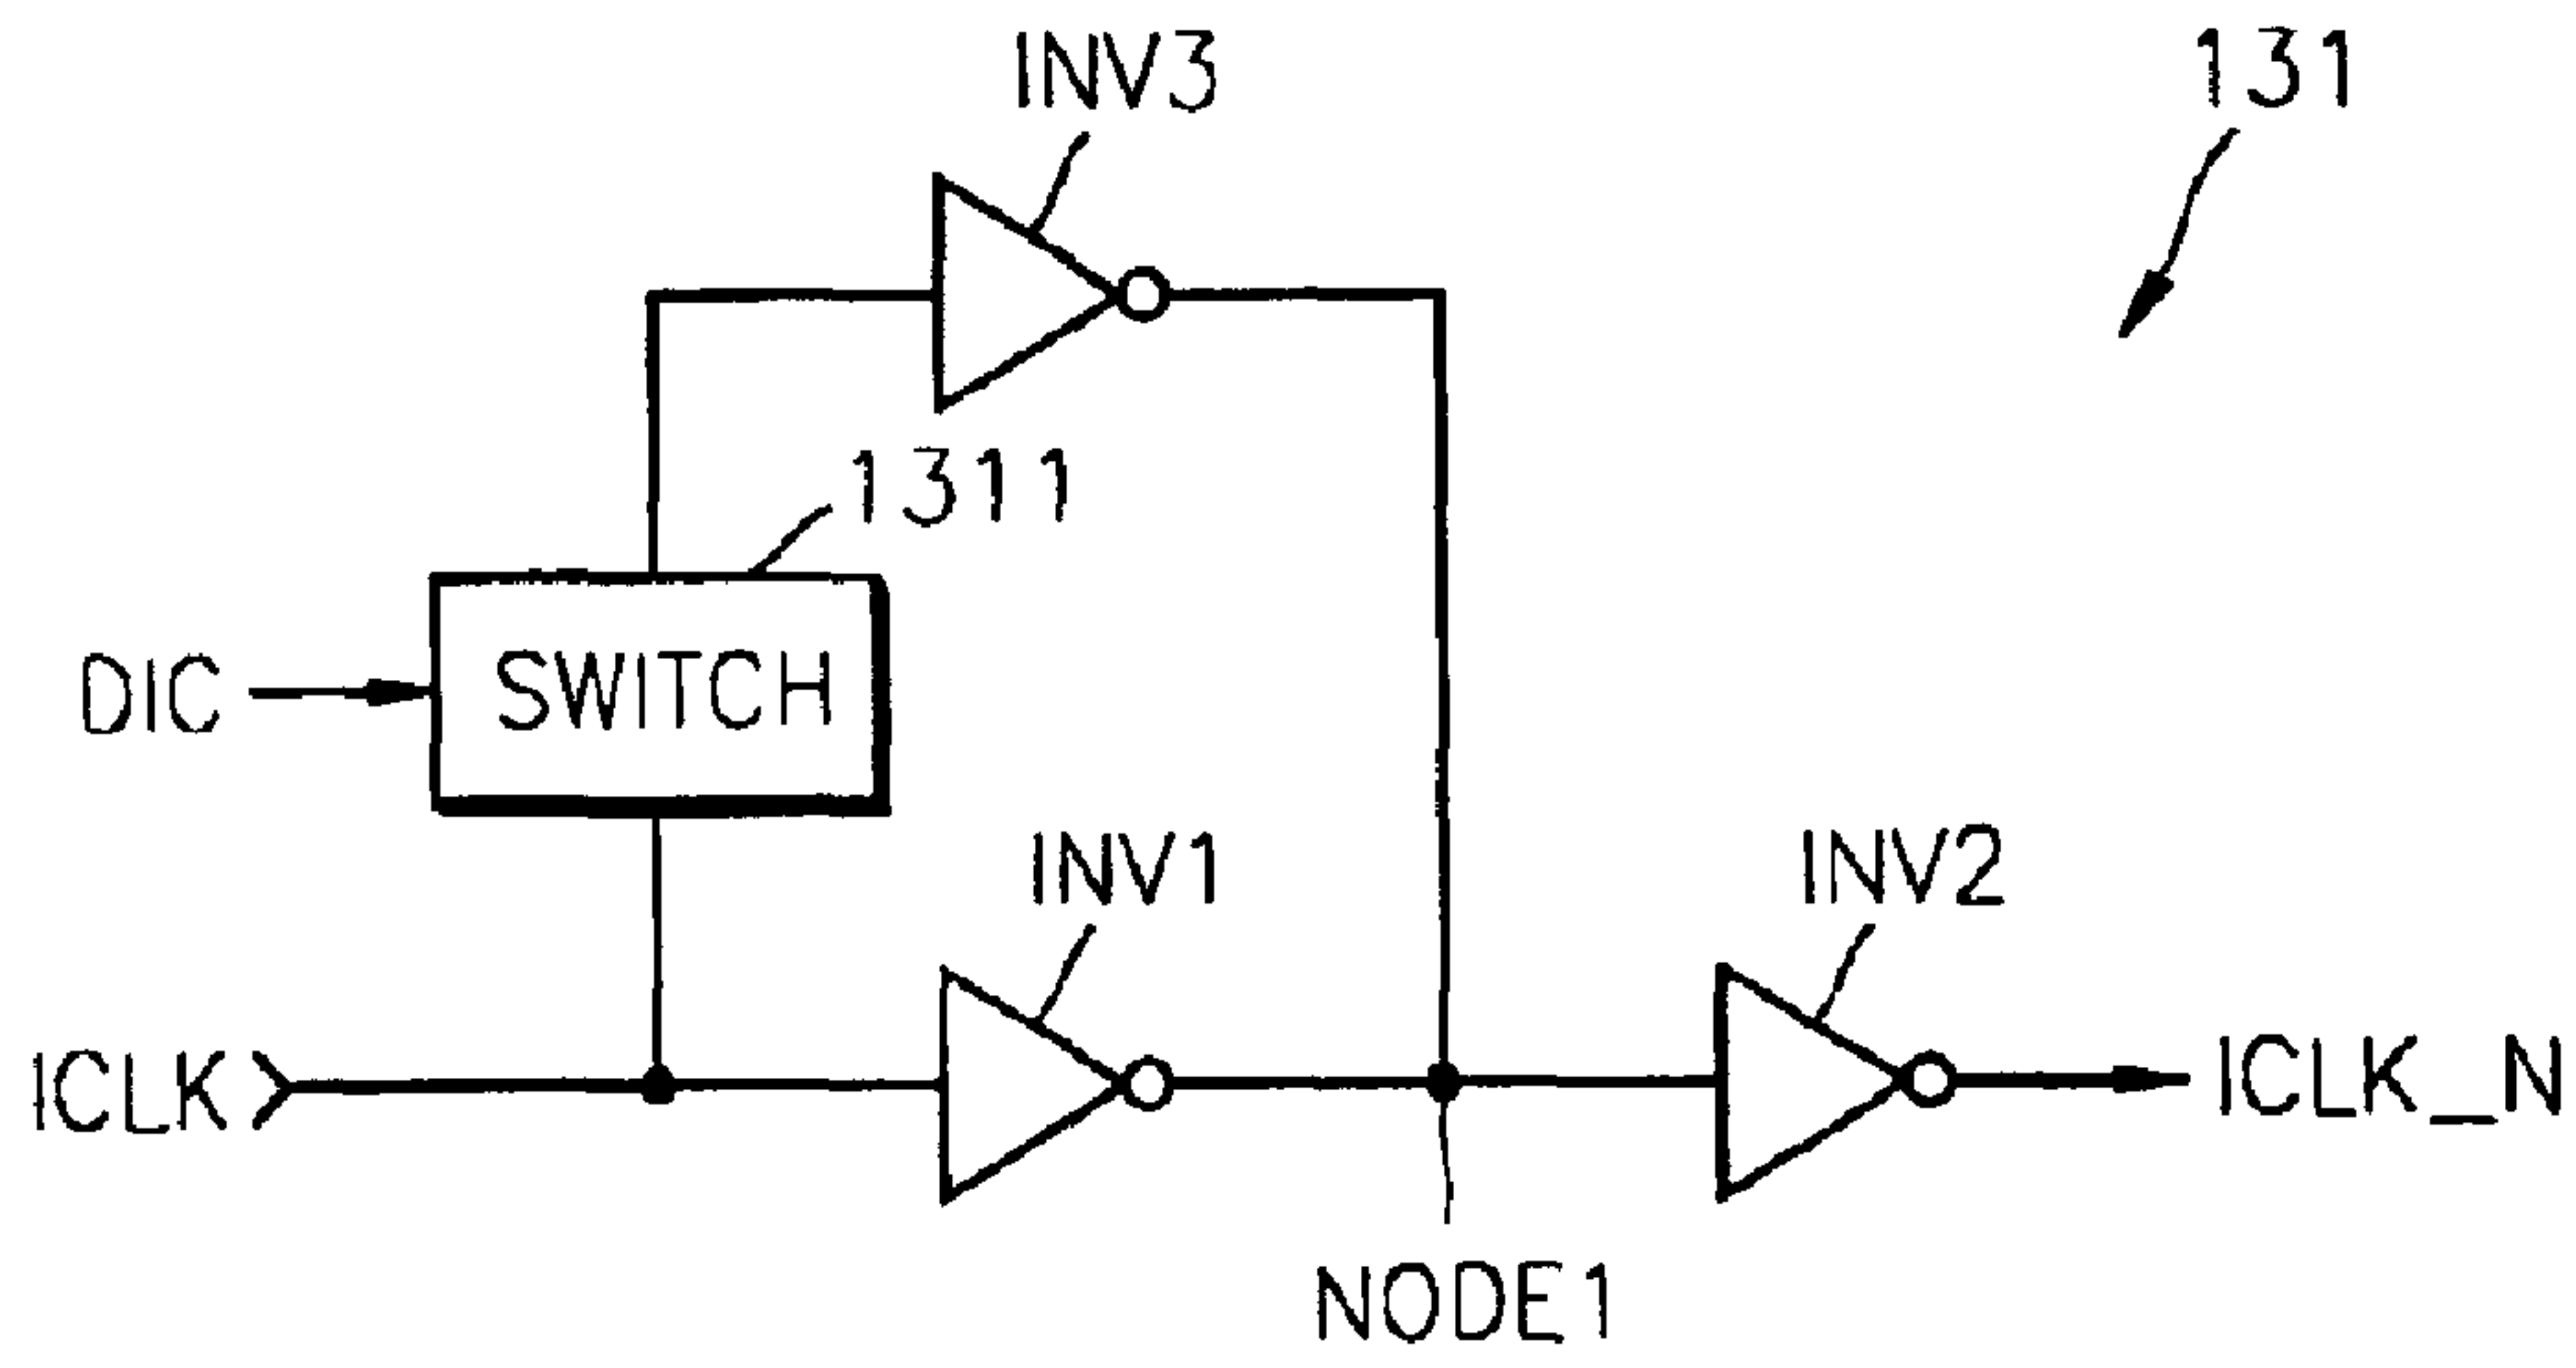 INV3
131
1311
DIC
SWITCH
INV1
INV2
ICLK
ICLK_N
NODE1